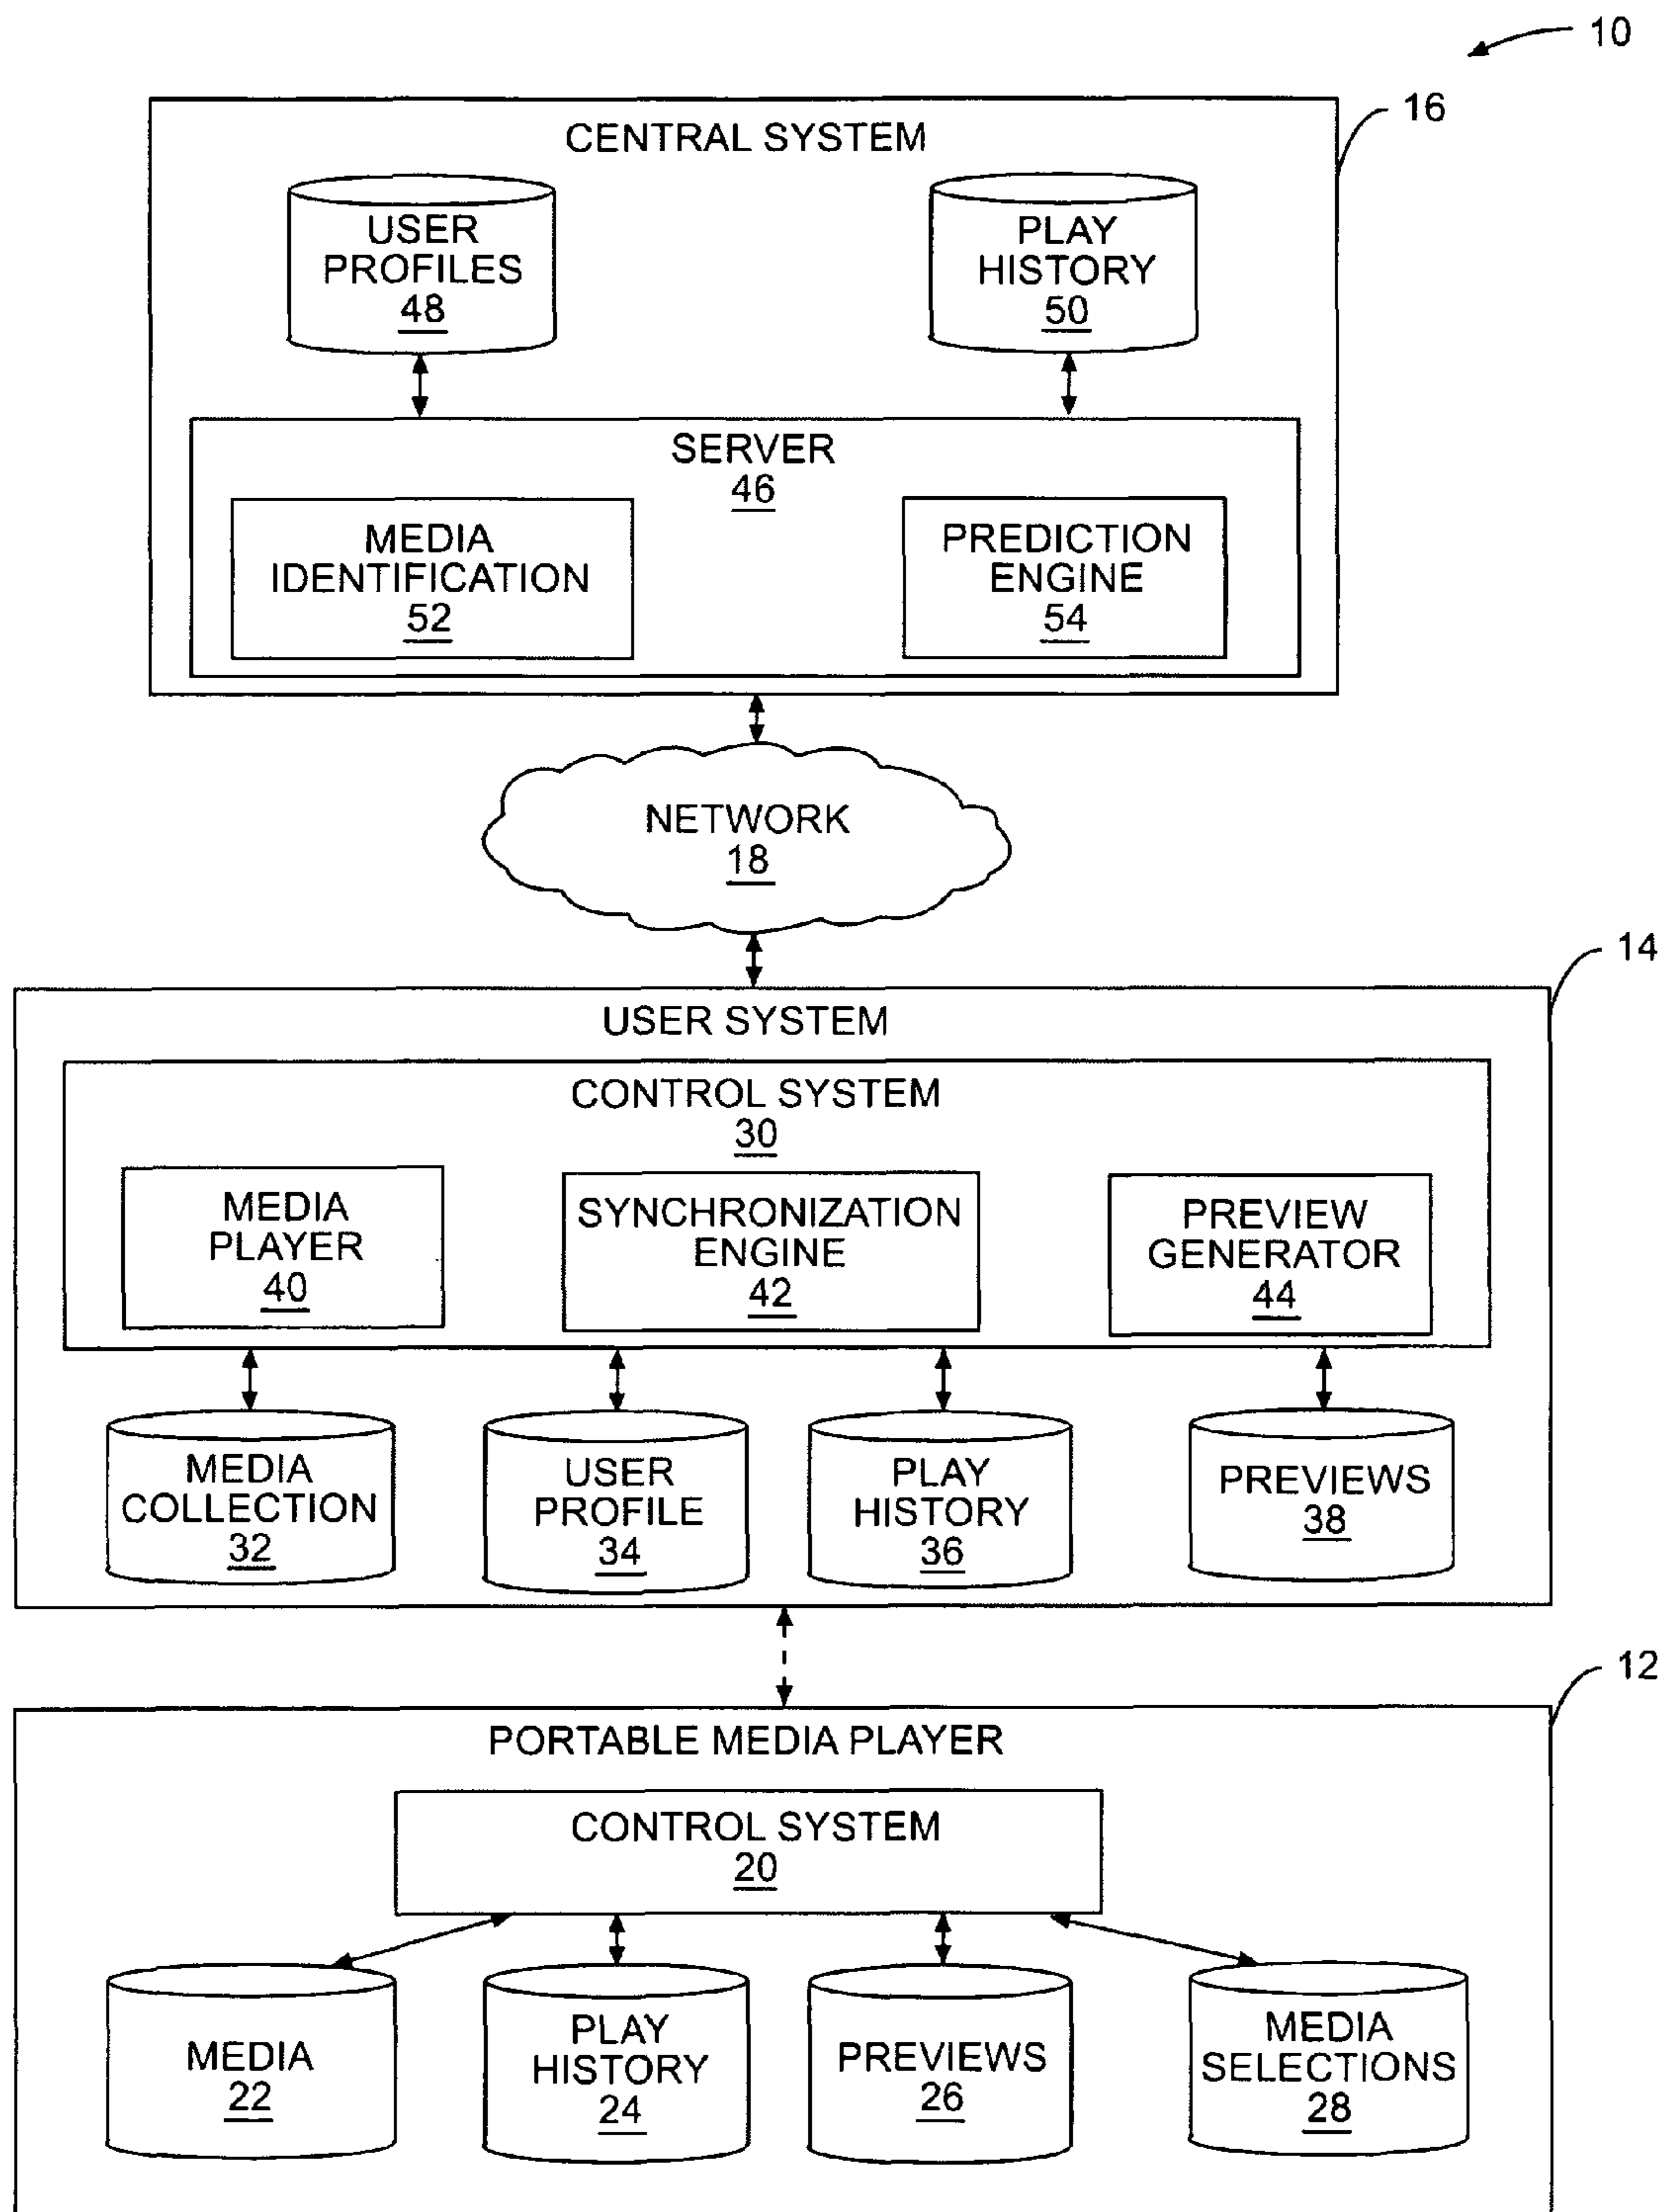 10
16
CENTRAL SYSTEM
USER
PROFILES
48
PLAY
HISTORY
50
SERVER
46
MEDIA
IDENTIFICATION
52
PREDICTION
ENGINE
54
NETWORK
18
14
USER SYSTEM
CONTROL SYSTEM
30
MEDIA
PLAYER
40
SYNCHRONIZATION
ENGINE
42
PREVIEW
GENERATOR
44
MEDIA
COLLECTION
32
USER
PROFILE
34
PLAY
HISTORY
36
PREVIEWS
38
12
PORTABLE MEDIA PLAYER
CONTROL SYSTEM
20
MEDIA
22
PLAY
HISTORY
24
PREVIEWS
26
MEDIA
SELECTIONS
28